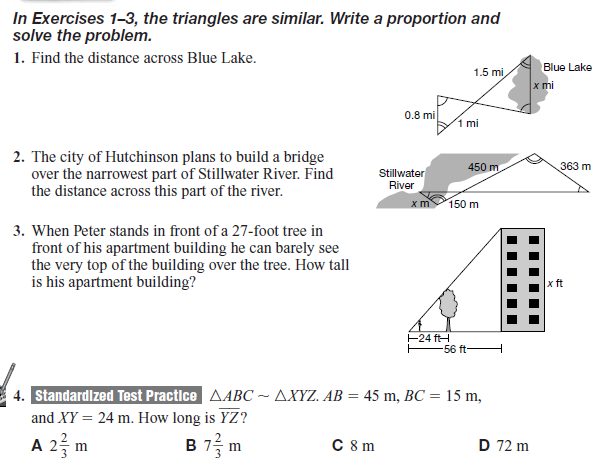 In Exercises 1–3, the triangles are similar. Write a proportion and
solve the problem.
1. Find the distance across Blue Lake.
1.5 mi
Blue Lake
x mi
0.8 mi
1 mi
2. The city of Hutchinson plans to build a bridge
over the narrowest part of Stillwater River. Find
the distance across this part of the river.
Stillwater
River
450 m
363 m
x m
150 m
3. When Peter stands in front of a 27-foot tree in
front of his apartment building he can barely see
the very top of the building over the tree. How tall
is his apartment building?
x ft
24 ft
56 ft
4. Standardized Test Practice △ABC ~ △XYZ. AB = 45 m, BC = 15 m,
and XY = 24 m. How long is Y̅Z̅?
A 2 2/3 m
B 7 2/3 m
C 8 m
D 72 m